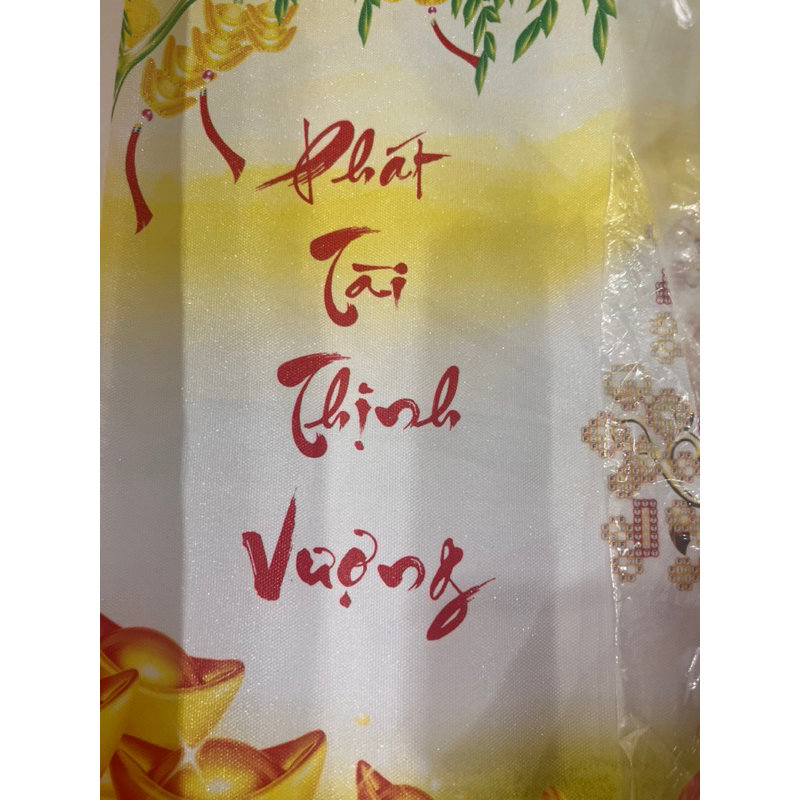 Phát
Tài
Thịnh
Vượng